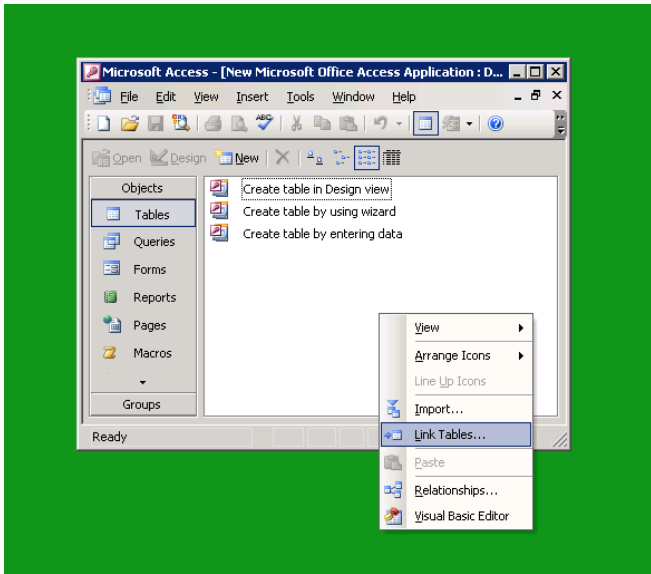 Microsoft Access - [New Microsoft Office Access Application : D...
File Edit View Insert Tools Window Help
ABC
Open Design New
Objects
Tables
Queries
Forms
Reports
Pages
Macros
Groups
Create table in Design view
Create table by using wizard
Create table by entering data
View
Arrange Icons
Line Up Icons
Import...
Link Tables...
Paste
Relationships...
Visual Basic Editor
Ready